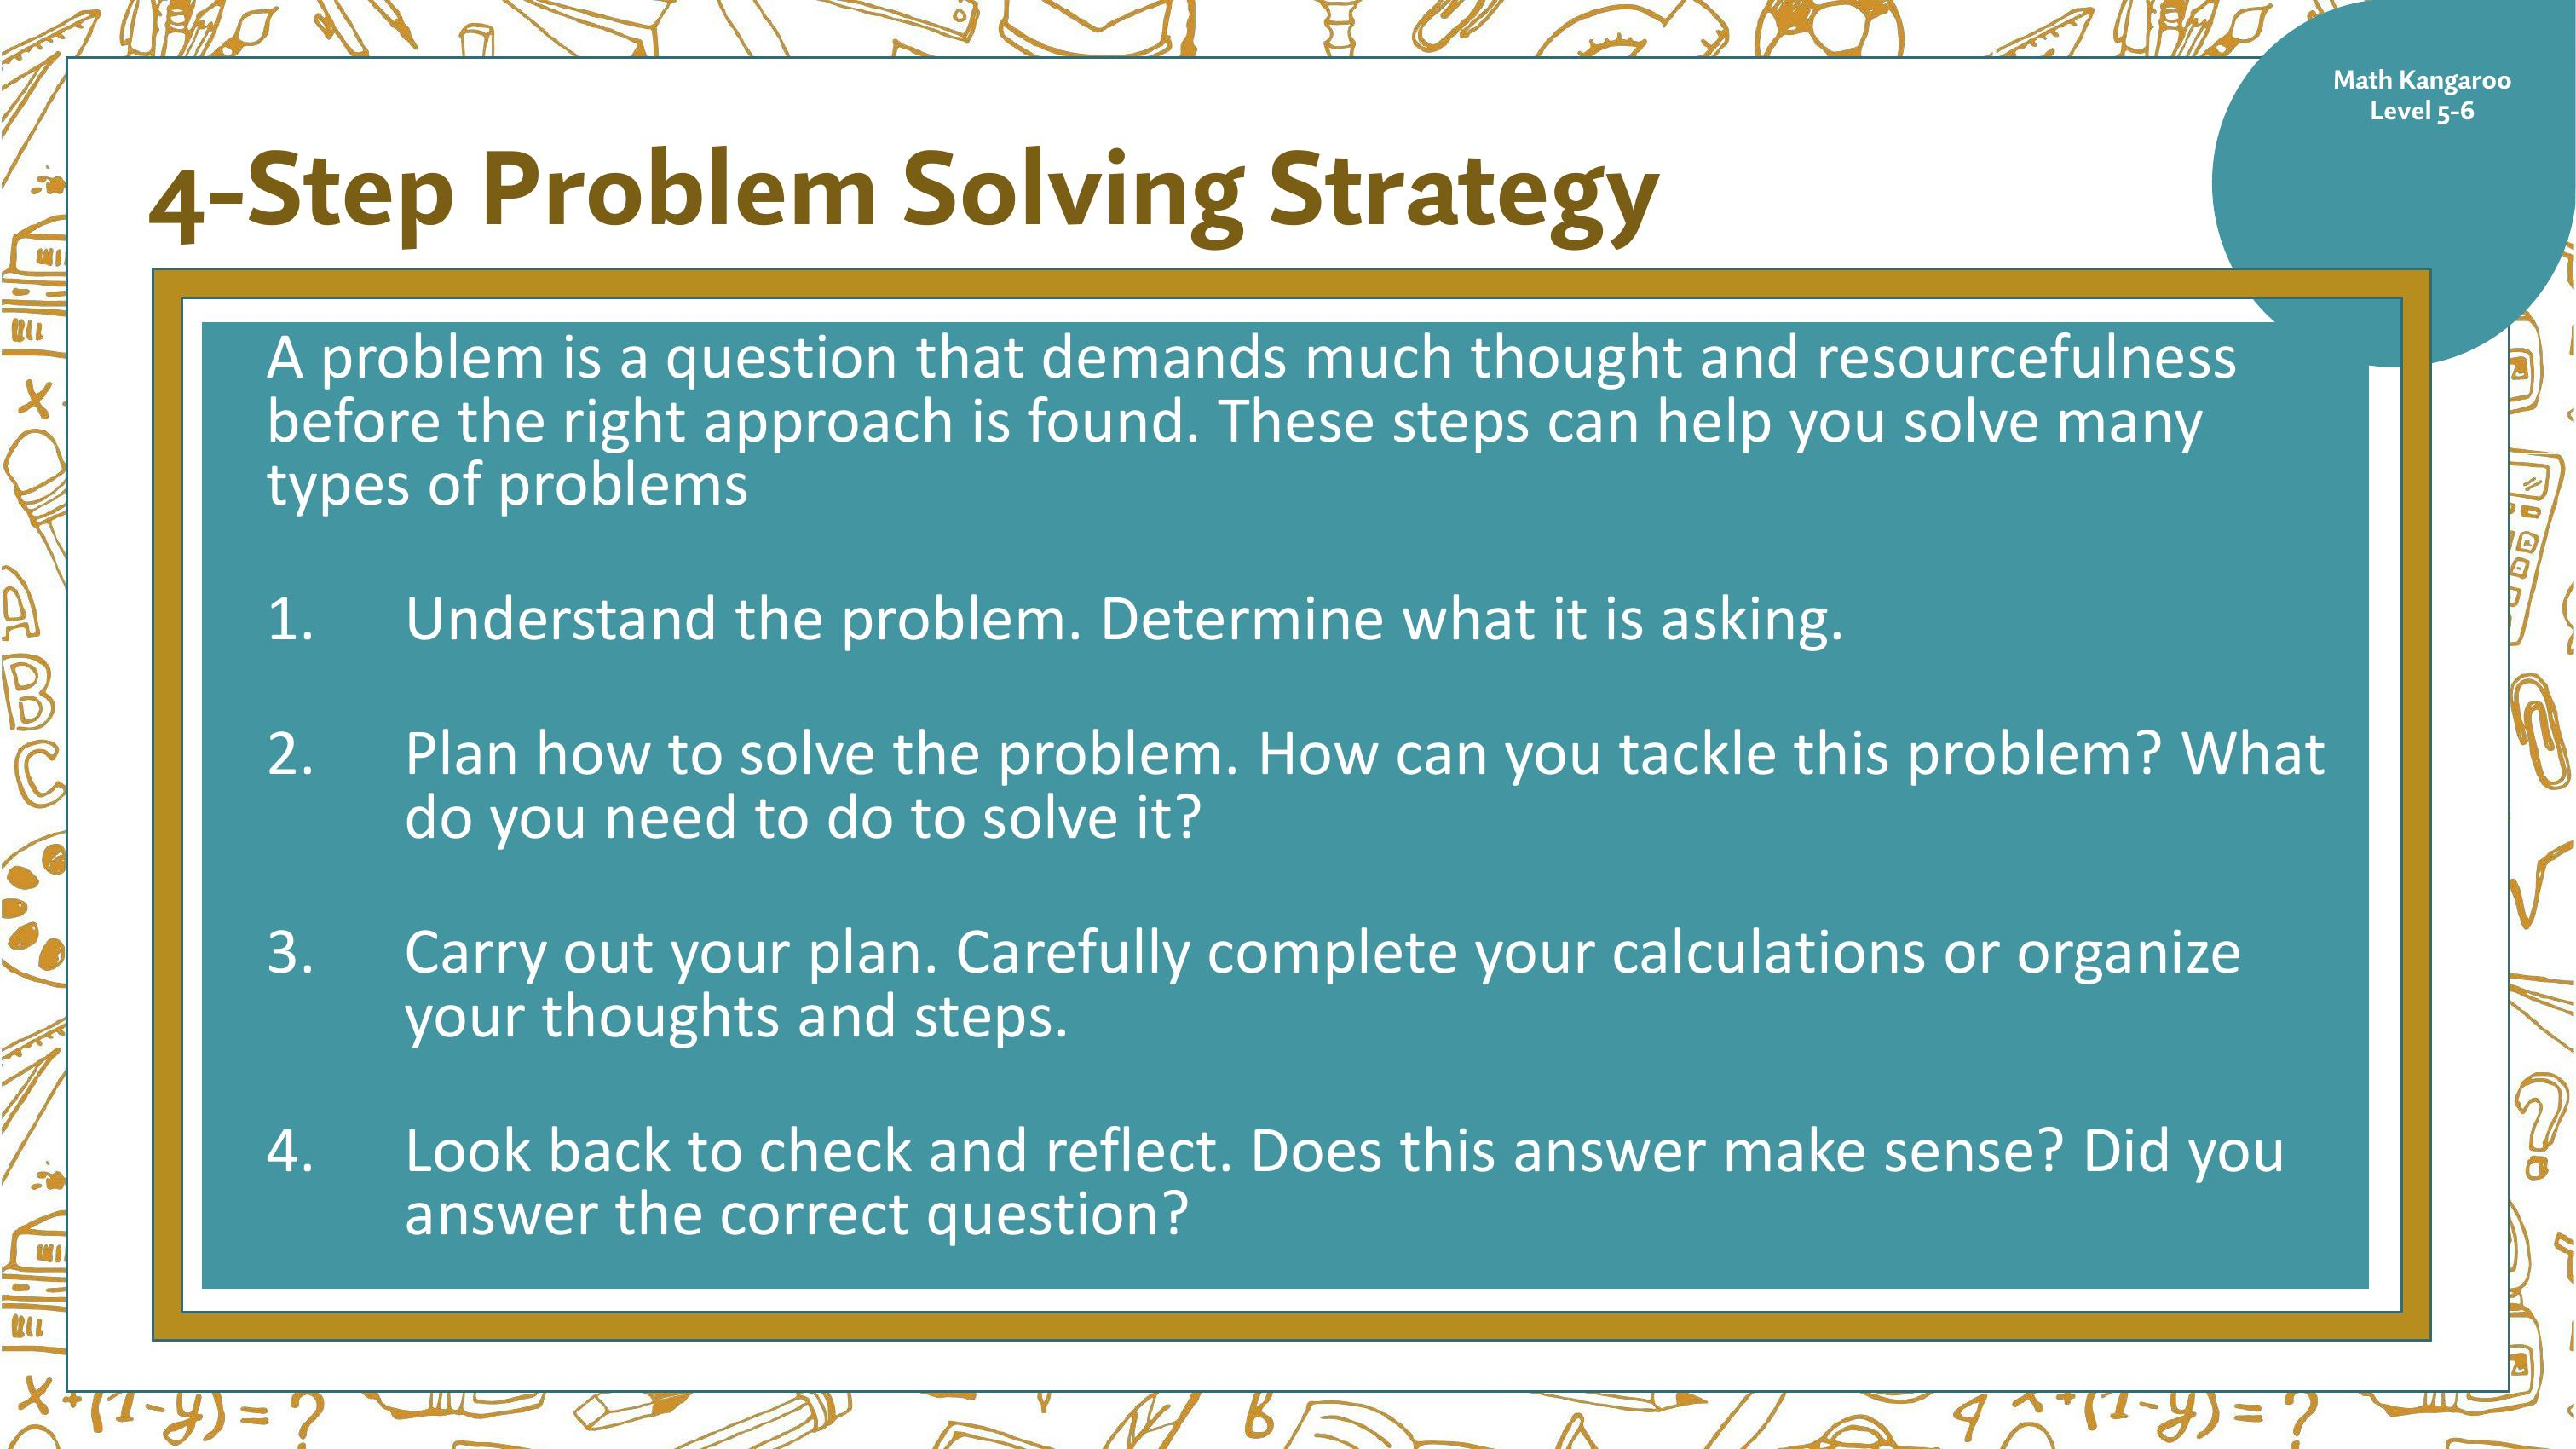 Math Kangaroo
Level 5-6
4-Step Problem Solving Strategy
A problem is a question that demands much thought and resourcefulness
before the right approach is found. These steps can help you solve many
types of problems
1. Understand the problem. Determine what it is asking.
2. Plan how to solve the problem. How can you tackle this problem? What
do you need to do to solve it?
3. Carry out your plan. Carefully complete your calculations or organize
your thoughts and steps.
4. Look back to check and reflect. Does this answer make sense? Did you
answer the correct question?
x
A
B
C
?
x+(1-y)=?
B
x+(1-y)=?